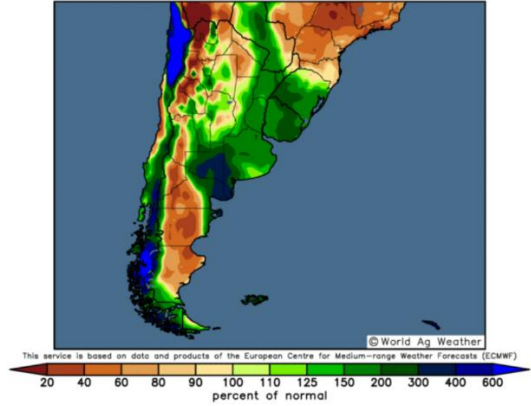 © World Ag Weather
This service is based on data and products of the European Centre for Medium-range Weather Forecasts (ECMWF)
20 40 60 80 90 100 110 125 150 200 300 400 600
percent of normal